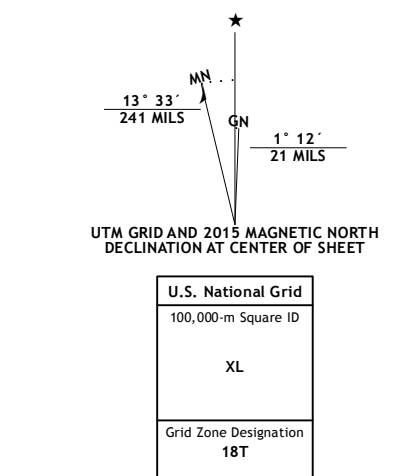 ★
MN
13° 33´
241 MILS
GN
1° 12´
21 MILS
UTM GRID AND 2015 MAGNETIC NORTH
DECLINATION AT CENTER OF SHEET
U.S. National Grid
100,000-m Square ID
XL
Grid Zone Designation
18T